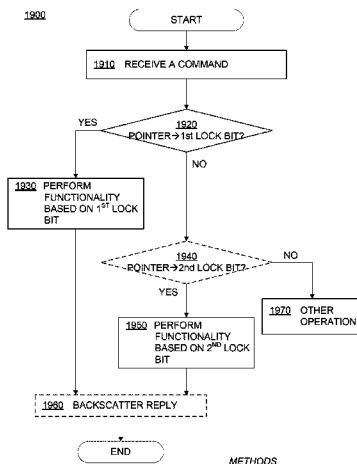 1900
START
1910 RECEIVE A COMMAND
1920
POINTER→1st LOCK BIT?
YES
NO
1930 PERFORM
FUNCTIONALITY
BASED ON 1ST LOCK
BIT
1940
POINTER→2nd LOCK BIT?
NO
YES
1950 PERFORM
FUNCTIONALITY
BASED ON 2ND LOCK
BIT
1970 OTHER
OPERATION
1960 BACKSCATTER REPLY
END
METHODS